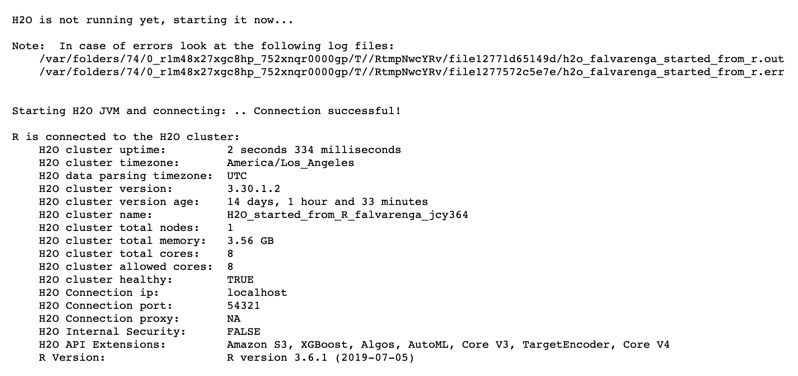 H2O is not running yet, starting it now...
Note:  In case of errors look at the following log files:
/var/folders/74/0_r1m48x27xgc8hp_752xnqr0000gp/T//RtmpNwcYRv/file12771d65149d/h2o_falvarenga_started_from_r.out
/var/folders/74/0_r1m48x27xgc8hp_752xnqr0000gp/T//RtmpNwcYRv/file1277572c5e7e/h2o_falvarenga_started_from_r.err
Starting H2O JVM and connecting: .. Connection successful!
R is connected to the H2O cluster:
H2O cluster uptime:         2 seconds 334 milliseconds
H2O cluster timezone:       America/Los_Angeles
H2O data parsing timezone:  UTC
H2O cluster version:        3.30.1.2
H2O cluster version age:    14 days, 1 hour and 33 minutes
H2O cluster name:           H2O_started_from_R_falvarenga_jcy364
H2O cluster total nodes:    1
H2O cluster total memory:   3.56 GB
H2O cluster total cores:    8
H2O cluster allowed cores:  8
H2O cluster healthy:        TRUE
H2O Connection ip:          localhost
H2O Connection port:        54321
H2O Connection proxy:       NA
H2O Internal Security:      FALSE
H2O API Extensions:         Amazon S3, XGBoost, Algos, AutoML, Core V3, TargetEncoder, Core V4
R Version:                  R version 3.6.1 (2019-07-05)